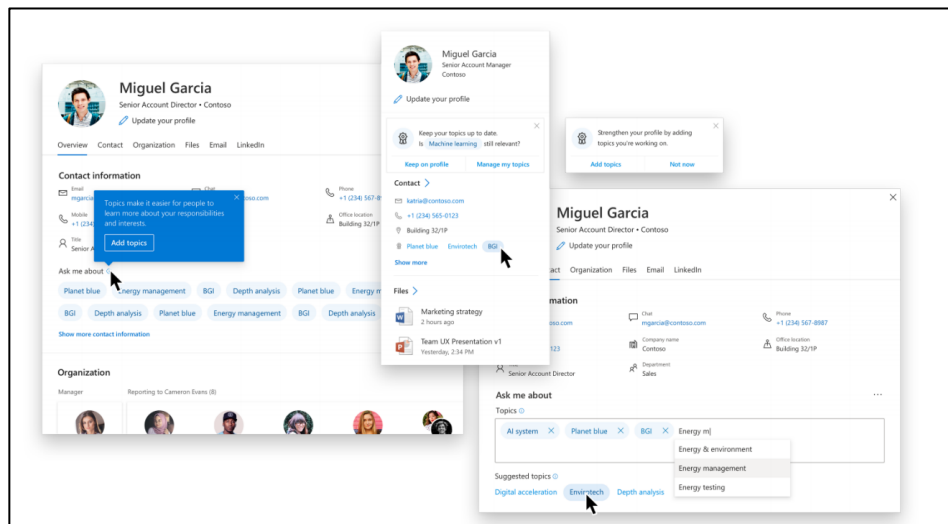 Miguel Garcia
Senior Account Director • Contoso
Update your profile
Overview Contact Organization Files Email LinkedIn
Contact information
Email
Chat
Phone
+1 (234) 567-8
Mobile
+1 (234)
Office location
Building 32/1P
Title
Senior A
Topics make it easier for people to
learn more about your responsibilities
and interests.
Add topics
Ask me about
Planet blue Energy management BGI Depth analysis Planet blue Energy m
BGI Depth analysis Planet blue Energy management BGI Depth analysis
Show more contact information
Organization
Manager Reporting to Cameron Evans (8)
Miguel Garcia
Senior Account Manager
Contoso
Update your profile
Keep your topics up to date.
Is Machine learning still relevant?
Keep on profile Manage my topics
Contact
katria@contoso.com
+1 (234) 565-0123
Building 32/1P
Planet blue Envirotech BGI
Show more
Files
Marketing strategy
2 hours ago
Team UX Presentation v1
Yesterday, 2:34 PM
Strengthen your profile by adding
topics you're working on.
Add topics Not now
Miguel Garcia
Senior Account Director • Contoso
Update your profile
Organization Files Email LinkedIn
Chat
mgarcia@contoso.com
Phone
+1 (234) 567-8987
Company name
Contoso
Office location
Building 32/1P
Senior Account Director
Department
Sales
Ask me about
Topics
AI system Planet blue BGI Energy m
Energy & environment
Energy management
Energy testing
Suggested topics
Digital acceleration Envirotech Depth analysis